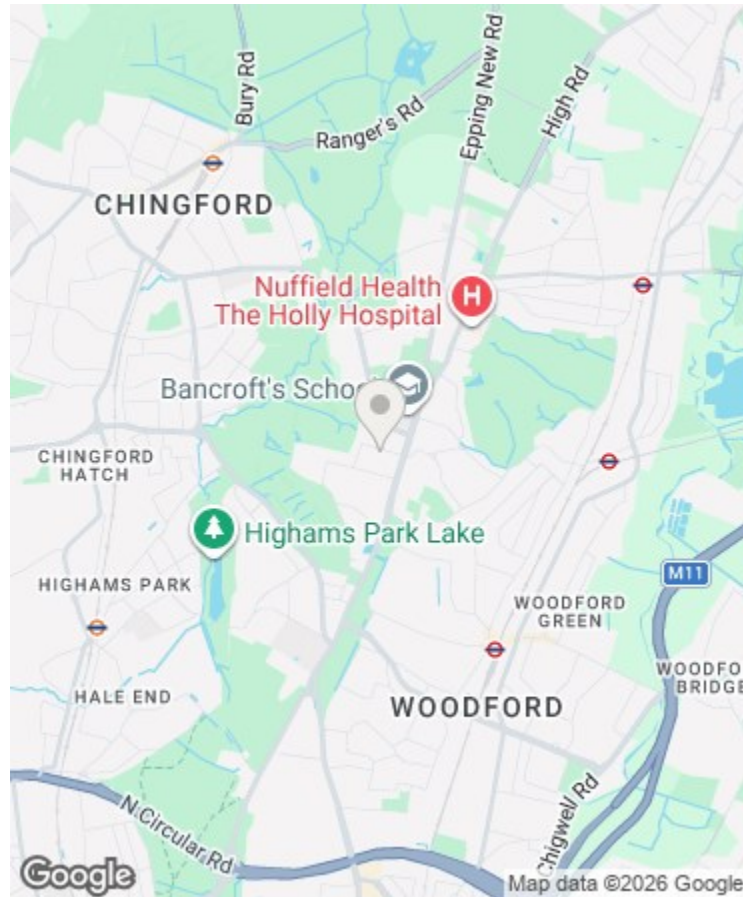 Bury Rd
Ranger's Rd
Epping New Rd
High Rd
CHINGFORD
Nuffield Health
The Holly Hospital
H
Bancroft's School
CHINGFORD
HATCH
Highams Park Lake
M11
HIGHAMS PARK
WOODFORD
GREEN
HALE END
WOODFORD
BRIDGE
WOODFORD
Chigwell Rd
N Circular Rd
Google
Map data ©2026 Google